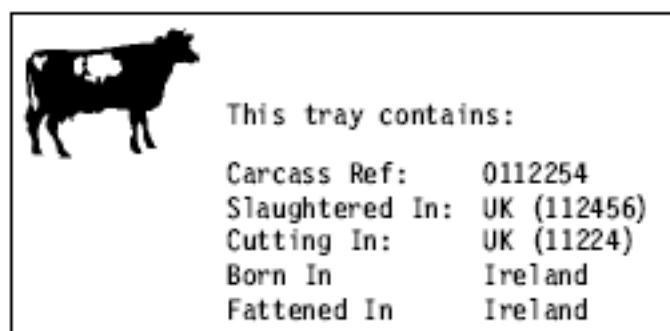 This tray contains:
Carcass Ref: 0112254
Slaughtered In: UK (112456)
Cutting In: UK (11224)
Born In Ireland
Fattened In Ireland